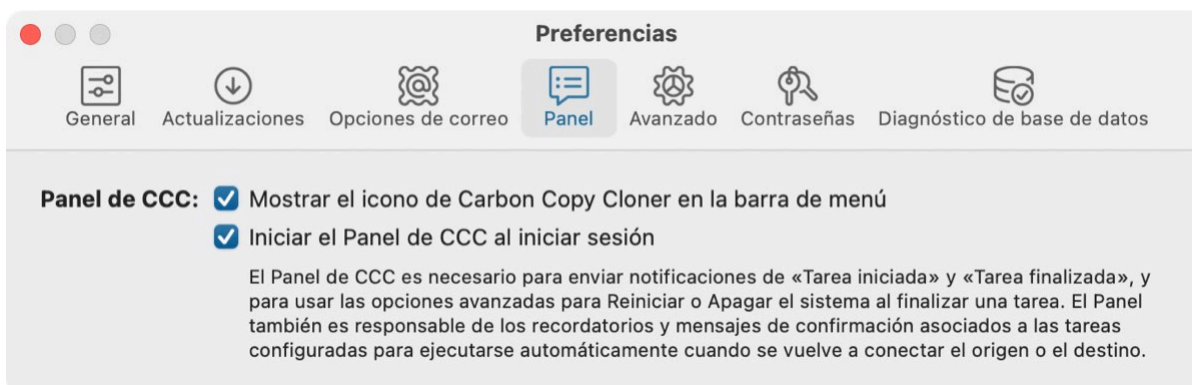 Preferencias
General Actualizaciones Opciones de correo Panel Avanzado Contraseñas Diagnóstico de base de datos
Panel de CCC: Mostrar el icono de Carbon Copy Cloner en la barra de menú
Iniciar el Panel de CCC al iniciar sesión
El Panel de CCC es necesario para enviar notificaciones de «Tarea iniciada» y «Tarea finalizada», y
para usar las opciones avanzadas para Reiniciar o Apagar el sistema al finalizar una tarea. El Panel
también es responsable de los recordatorios y mensajes de confirmación asociados a las tareas
configuradas para ejecutarse automáticamente cuando se vuelve a conectar el origen o el destino.